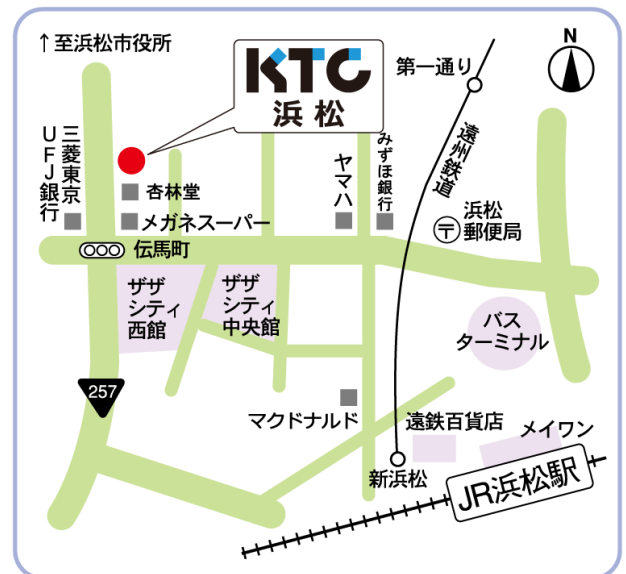 ↑至浜松市役所
KTC
浜松
第一通り
N
三菱東京
UFJ銀行
杏林堂
メガネスーパー
ヤマハ
みずほ銀行
遠州鉄道
〒
浜松
郵便局
伝馬町
ザザ
シティ
西館
ザザ
シティ
中央館
バス
ターミナル
257
マクドナルド
遠鉄百貨店
メイワン
新浜松
JR浜松駅